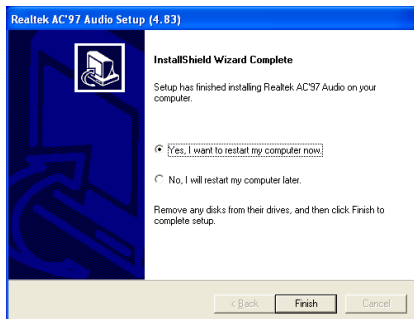 Realtek AC'97 Audio Setup (4.83)
InstallShield Wizard Complete
Setup has finished installing Realtek AC'97 Audio on your
computer.
Yes, I want to restart my computer now.
No, I will restart my computer later.
Remove any disks from their drives, and then click Finish to
complete setup.
< Back Finish Cancel